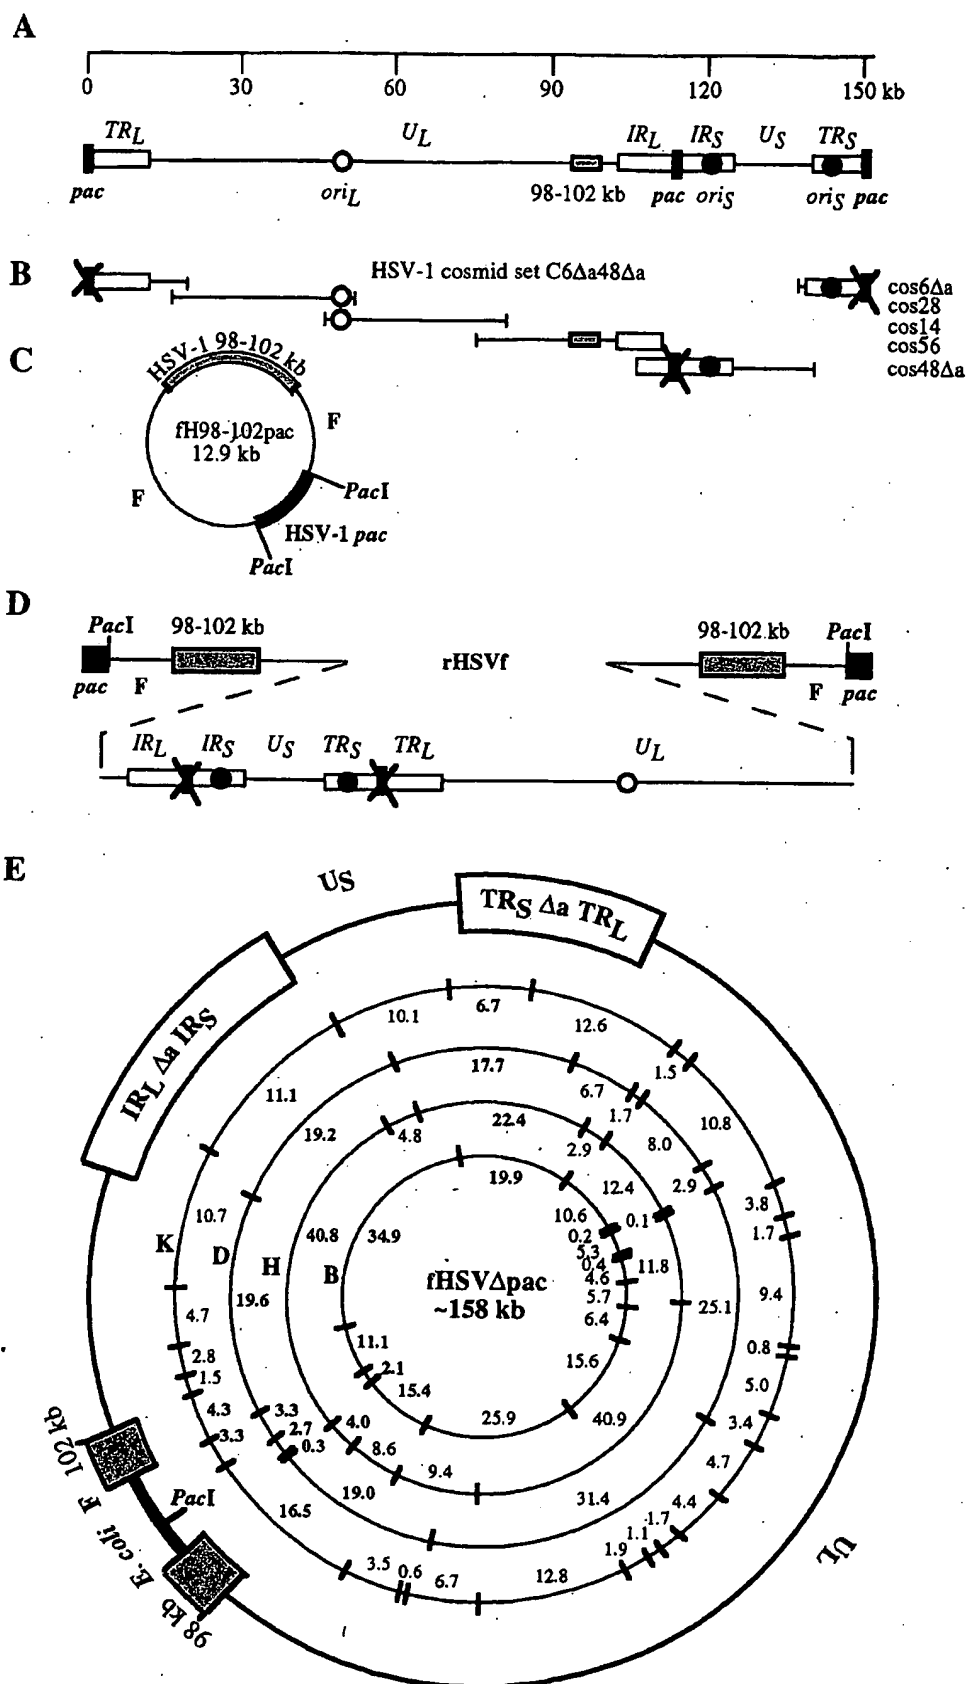 A
0 30 60 90 120 150 kb
TRL UL IRL IRS US TRS
pac oriL 98-102 kb pac oriS oriS pac
B
HSV-1 cosmid set C6Δa48Δa
cos6Δa
cos28
cos14
cos56
cos48Δa
C
HSV-1 98-102 kb
fH98-102pac
12.9 kb
F
F
PacI
HSV-1 pac
PacI
D
PacI 98-102 kb rHSVf 98-102 kb PacI
pac F F pac
IRL IRS US TRS TRL UL
E
US
TRS Δa TRL
IRL Δa IRS
UL
102 kb
E. coli F
PacI
98 kb
K
D
H
B
fHSVΔpac
~158 kb
6.7 12.6 1.5 10.8 3.8 1.7 9.4 0.8 5.0 3.4 4.7 4.4 1.7 1.1 1.9 12.8 6.7 0.6 3.5 16.5 3.3 4.3 1.5 2.8 4.7 10.7 11.1 10.1
17.7 6.7 1.7 8.0 2.9 25.1 31.4 19.0 0.3 2.7 3.3 19.6 19.2
22.4 2.9 12.4 0.1 11.8 40.9 9.4 8.6 4.0 40.8 4.8
19.9 10.6 0.2 5.3 0.4 4.6 5.7 6.4 15.6 25.9 15.4 2.1 11.1 34.9